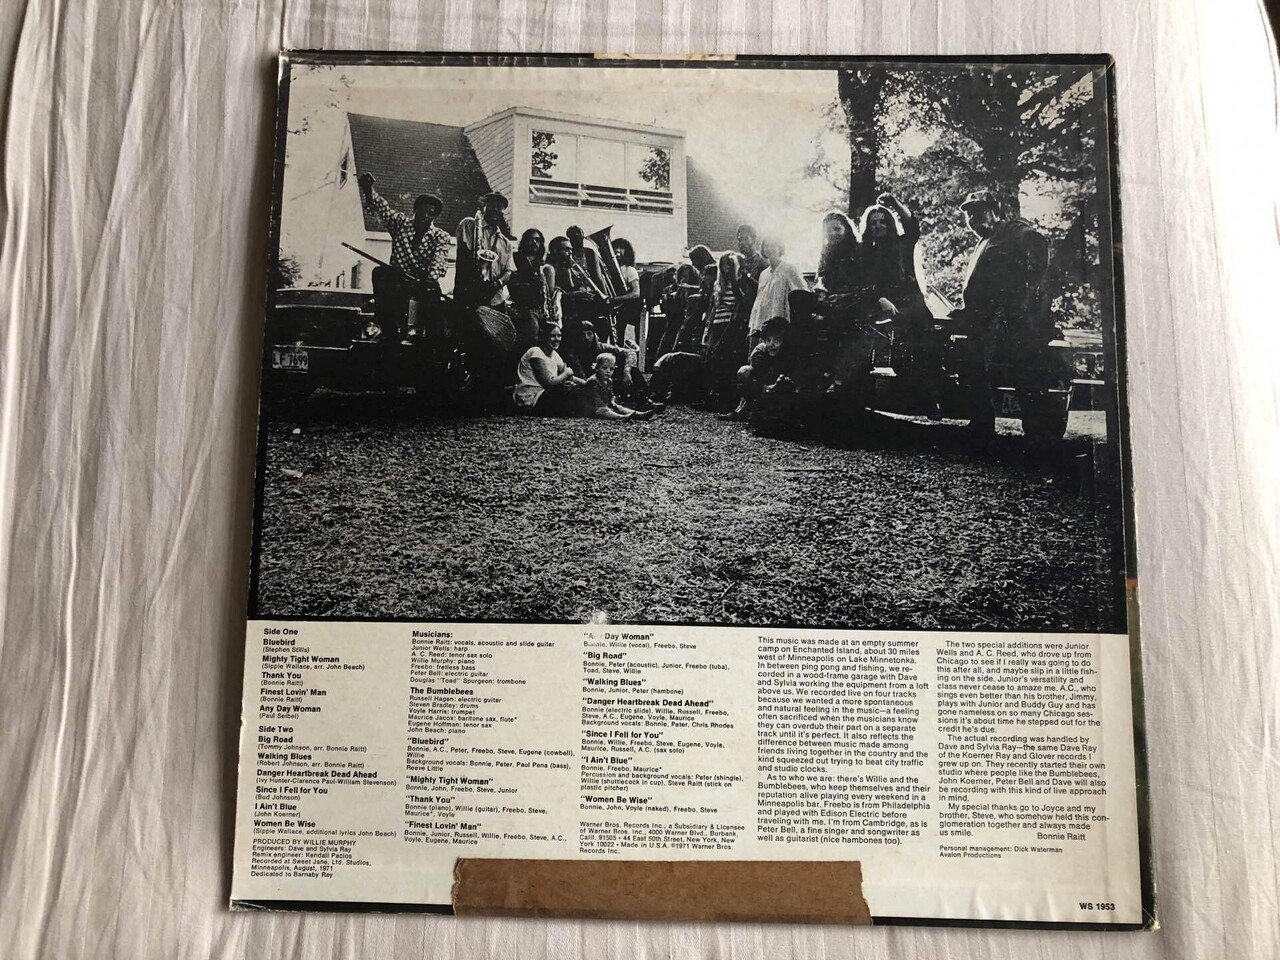 LF 7899
Side One
Bluebird
(Stephen Stills)
Mighty Tight Woman
(Sippie Wallace, arr. John Beach)
Thank You
(Bonnie Raitt)
Finest Lovin' Man
(Bonnie Raitt)
Any Day Woman
(Paul Seibel)
Side Two
Big Road
(Tommy Johnson, arr. Bonnie Raitt)
Walking Blues
(Robert Johnson, arr. Bonnie Raitt)
Danger Heartbreak Dead Ahead
(Ivy Hunter-Clarence Paul-William Stevenson)
Since I Fell for You
(Bud Johnson)
I Ain't Blue
(John Koerner)
Women Be Wise
(Sippie Wallace, additional lyrics John Beach)
PRODUCED BY WILLIE MURPHY
Engineers: Dave and Sylvia Ray
Remix engineer: Kendall Pacios
Recorded at Sweet Jane, Ltd. Studios,
Minneapolis, August, 1971
Dedicated to Barnaby Ray
Musicians:
Bonnie Raitt: vocals, acoustic and slide guitar
Junior Wells: harp
A. C. Reed: tenor sax solo
Willie Murphy: piano
Freebo: fretless bass
Peter Bell: electric guitar
Douglas "Toad" Spurgeon: trombone
The Bumblebees
Russell Hagen: electric guitar
Steven Bradley: drums
Voyle Harris: trumpet
Maurice Jacox: baritone sax, flute*
Eugene Hoffman: tenor sax
John Beach: piano
"Bluebird"
Bonnie, A.C., Peter, Freebo, Steve, Eugene (cowbell),
Willie
Background vocals: Bonnie, Peter, Paul Pena (bass),
Reeve Little
"Mighty Tight Woman"
Bonnie, John, Freebo, Steve, Junior
"Thank You"
Bonnie (piano), Willie (guitar), Freebo, Steve,
Maurice*, Voyle
"Finest Lovin' Man"
Bonnie, Junior, Russell, Willie, Freebo, Steve, A.C.,
Voyle, Eugene, Maurice
Day Woman"
Bonnie, Willie (vocal), Freebo, Steve
"Big Road"
Bonnie, Peter (acoustic), Junior, Freebo (tuba),
Toad, Steve, Willie
"Walking Blues"
Bonnie, Junior, Peter (hambone)
"Danger Heartbreak Dead Ahead"
Bonnie (electric slide), Willie, Russell, Freebo,
Steve, A.C., Eugene, Voyle, Maurice
Background vocals: Bonnie, Peter, Chris Rhodes
"Since I Fell for You"
Bonnie, Willie, Freebo, Steve, Eugene, Voyle,
Maurice, Russell, A.C. (sax solo)
"I Ain't Blue"
Bonnie, Freebo, Maurice*
Percussion and background vocals: Peter (shingle),
Willie (shuttlecock in cup), Steve Raitt (stick on
plastic pitcher)
"Women Be Wise"
Bonnie, John, Voyle (naked), Freebo, Steve
Warner Bros. Records Inc., a Subsidiary & Licensee
of Warner Bros. Inc., 4000 Warner Blvd., Burbank,
Calif. 91505 • 44 East 50th Street, New York, New
York 10022 • Made in U.S.A. ©1971 Warner Bros.
Records Inc.
This music was made at an empty summer
camp on Enchanted Island, about 30 miles
west of Minneapolis on Lake Minnetonka.
In between ping pong and fishing, we re-
corded in a wood-frame garage with Dave
and Sylvia working the equipment from a loft
above us. We recorded live on four tracks
because we wanted a more spontaneous
and natural feeling in the music—a feeling
often sacrificed when the musicians know
they can overdub their part on a separate
track until it's perfect. It also reflects the
difference between music made among
friends living together in the country and the
kind squeezed out trying to beat city traffic
and studio clocks.
As to who we are: there's Willie and the
Bumblebees, who keep themselves and their
reputation alive playing every weekend in a
Minneapolis bar. Freebo is from Philadelphia
and played with Edison Electric before
traveling with me. I'm from Cambridge, as is
Peter Bell, a fine singer and songwriter as
well as guitarist (nice hambones too).
The two special additions were Junior
Wells and A. C. Reed, who drove up from
Chicago to see if I really was going to do
this after all, and maybe slip in a little fish-
ing on the side. Junior's versatility and
class never cease to amaze me. A.C., who
sings even better than his brother, Jimmy,
plays with Junior and Buddy Guy and has
gone nameless on so many Chicago ses-
sions it's about time he stepped out for the
credit he's due.
The actual recording was handled by
Dave and Sylvia Ray—the same Dave Ray
of the Koerner Ray and Glover records I
grew up on. They recently started their own
studio where people like the Bumblebees,
John Koerner, Peter Bell and Dave will also
be recording with this kind of live approach
in mind.
My special thanks go to Joyce and my
brother, Steve, who somehow held this con-
glomeration together and always made
us smile.
Bonnie Raitt
Personal management: Dick Waterman
Avalon Productions
WS 1953